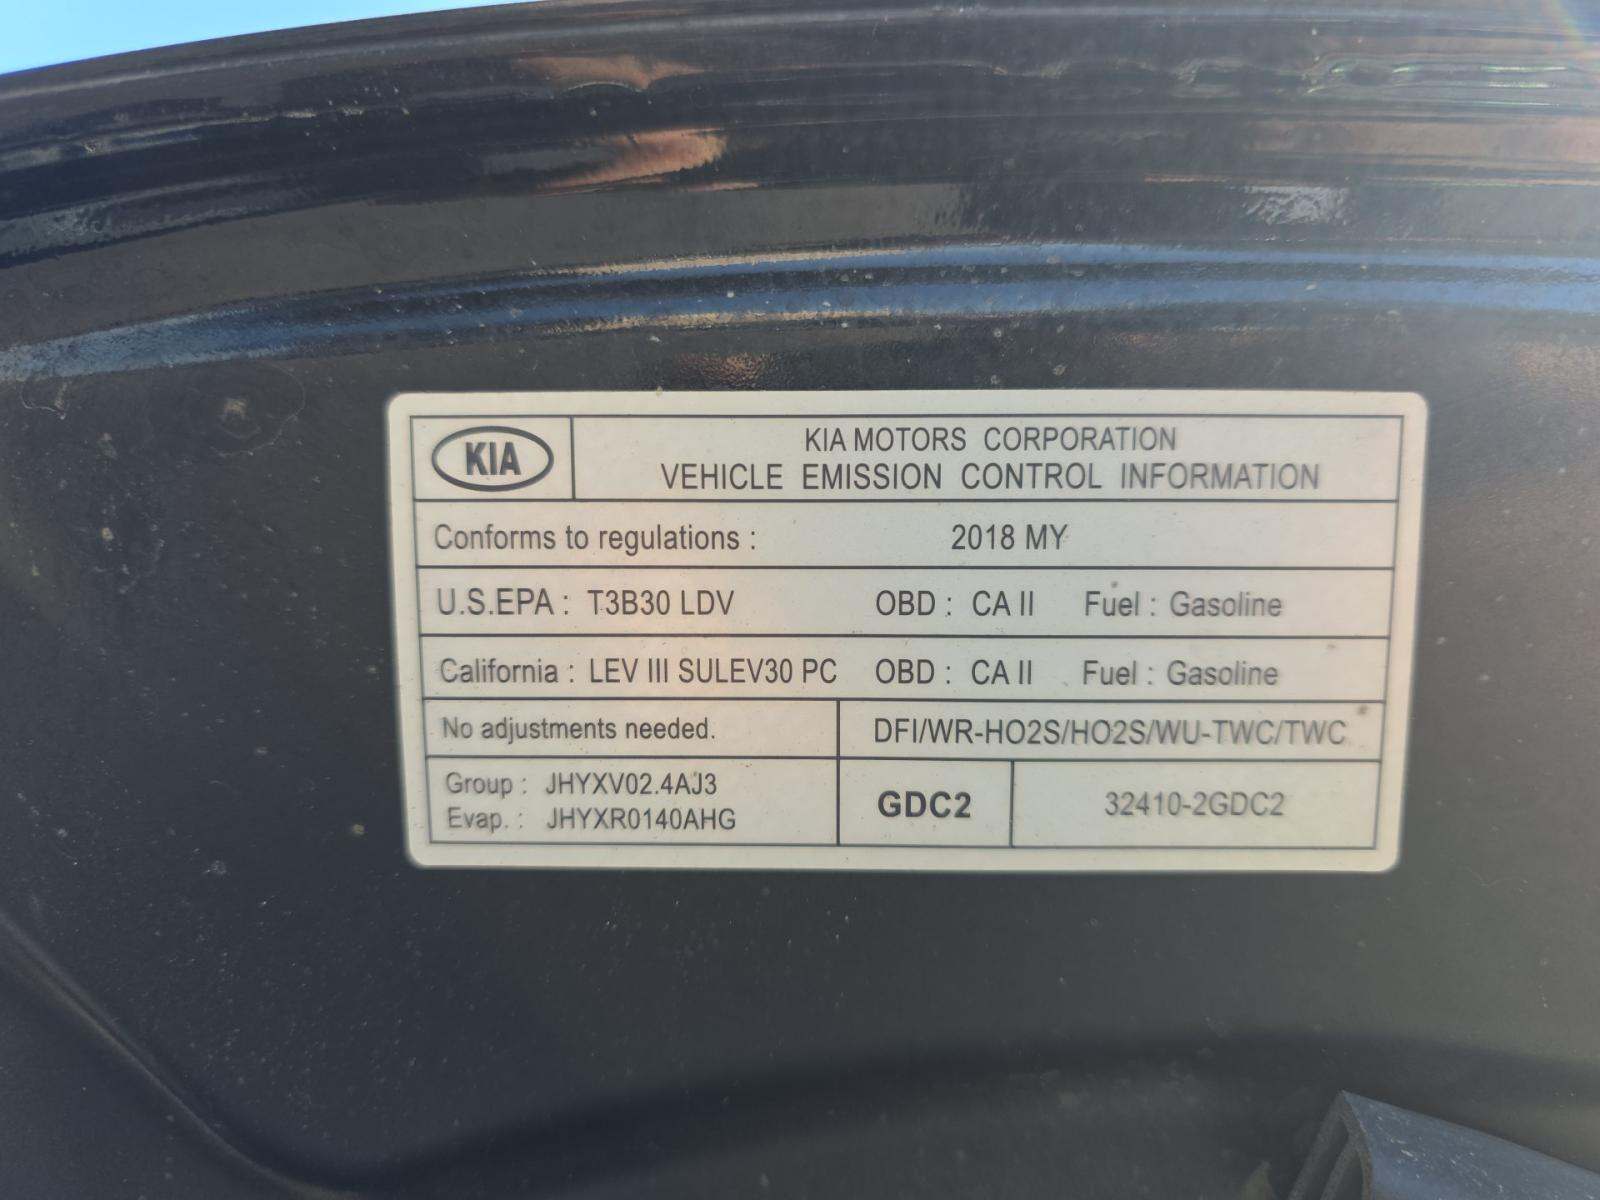 KIA
KIA MOTORS CORPORATION
VEHICLE EMISSION CONTROL INFORMATION
Conforms to regulations : 2018 MY
U.S.EPA : T3B30 LDV OBD : CA II Fuel : Gasoline
California : LEV III SULEV30 PC OBD : CA II Fuel : Gasoline
No adjustments needed. DFI/WR-HO2S/HO2S/WU-TWC/TWC
Group : JHYXV02.4AJ3
Evap. : JHYXR0140AHG
GDC2
32410-2GDC2